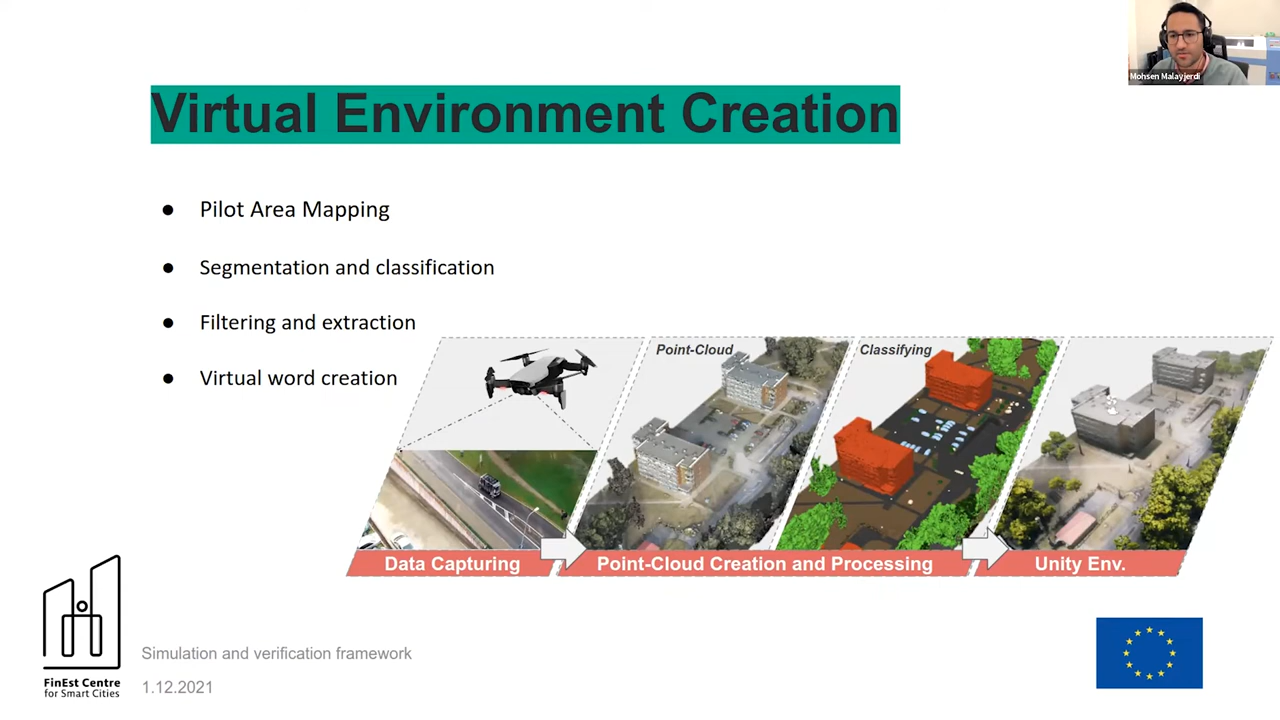 Mohsen Malayjerdi
Virtual Environment Creation
● Pilot Area Mapping
● Segmentation and classification
● Filtering and extraction
● Virtual word creation
Point-Cloud
Classifying
Data Capturing
Point-Cloud Creation and Processing
Unity Env.
FinEst Centre
for Smart Cities
Simulation and verification framework
1.12.2021